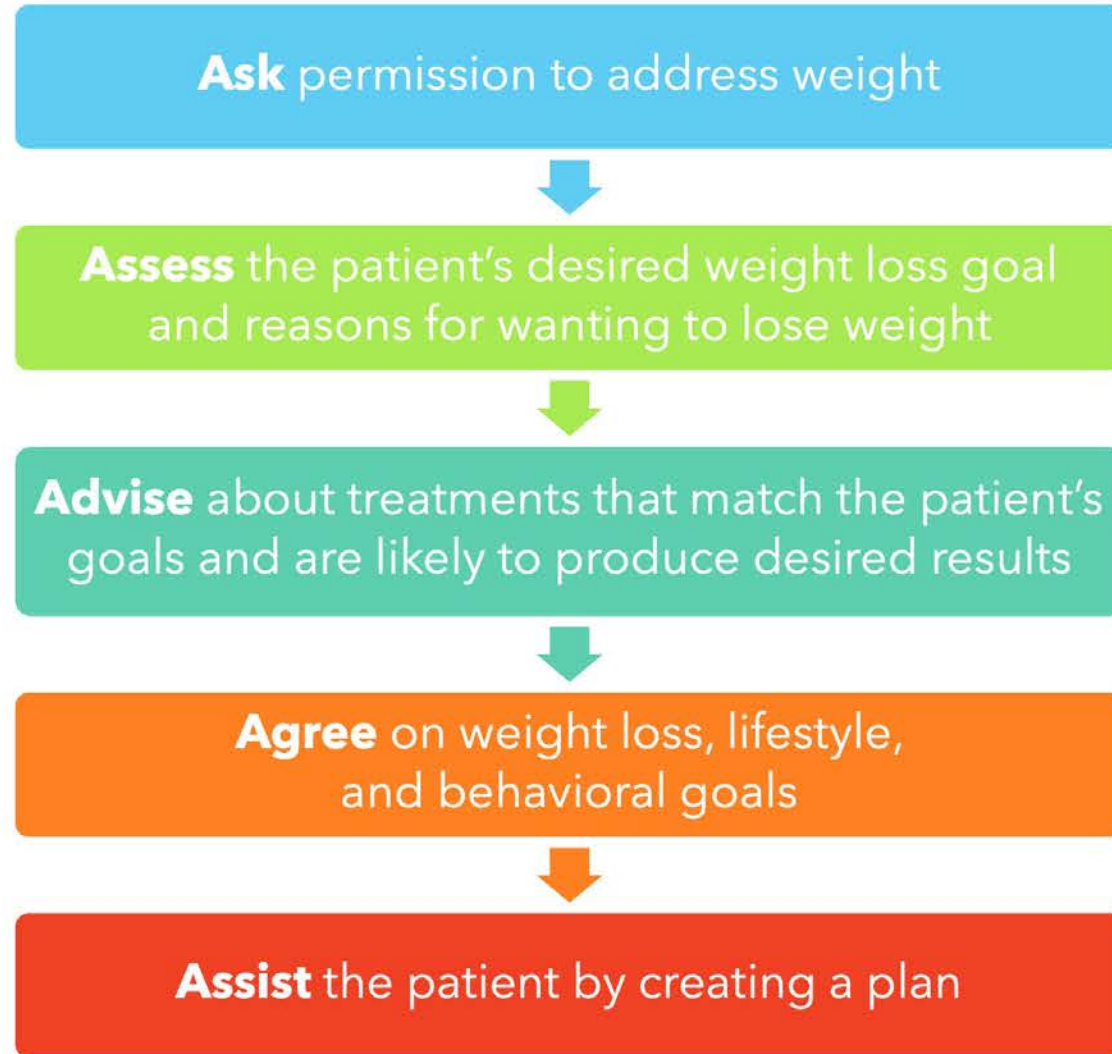 Ask permission to address weight
Assess the patient’s desired weight loss goal
and reasons for wanting to lose weight
Advise about treatments that match the patient’s
goals and are likely to produce desired results
Agree on weight loss, lifestyle,
and behavioral goals
Assist the patient by creating a plan